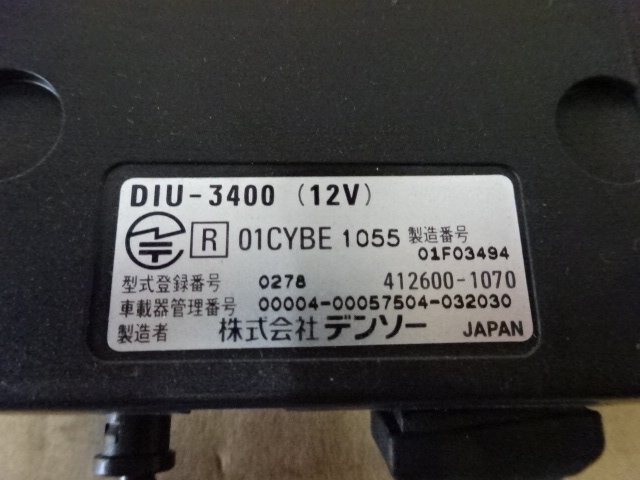 DIU-3400 (12V)
R 01CYBE 1055 製造番号
01F03494
型式登録番号 0278 412600-1070
車載器管理番号 00004-00057504-032030
製造者 株式会社 デンソー JAPAN